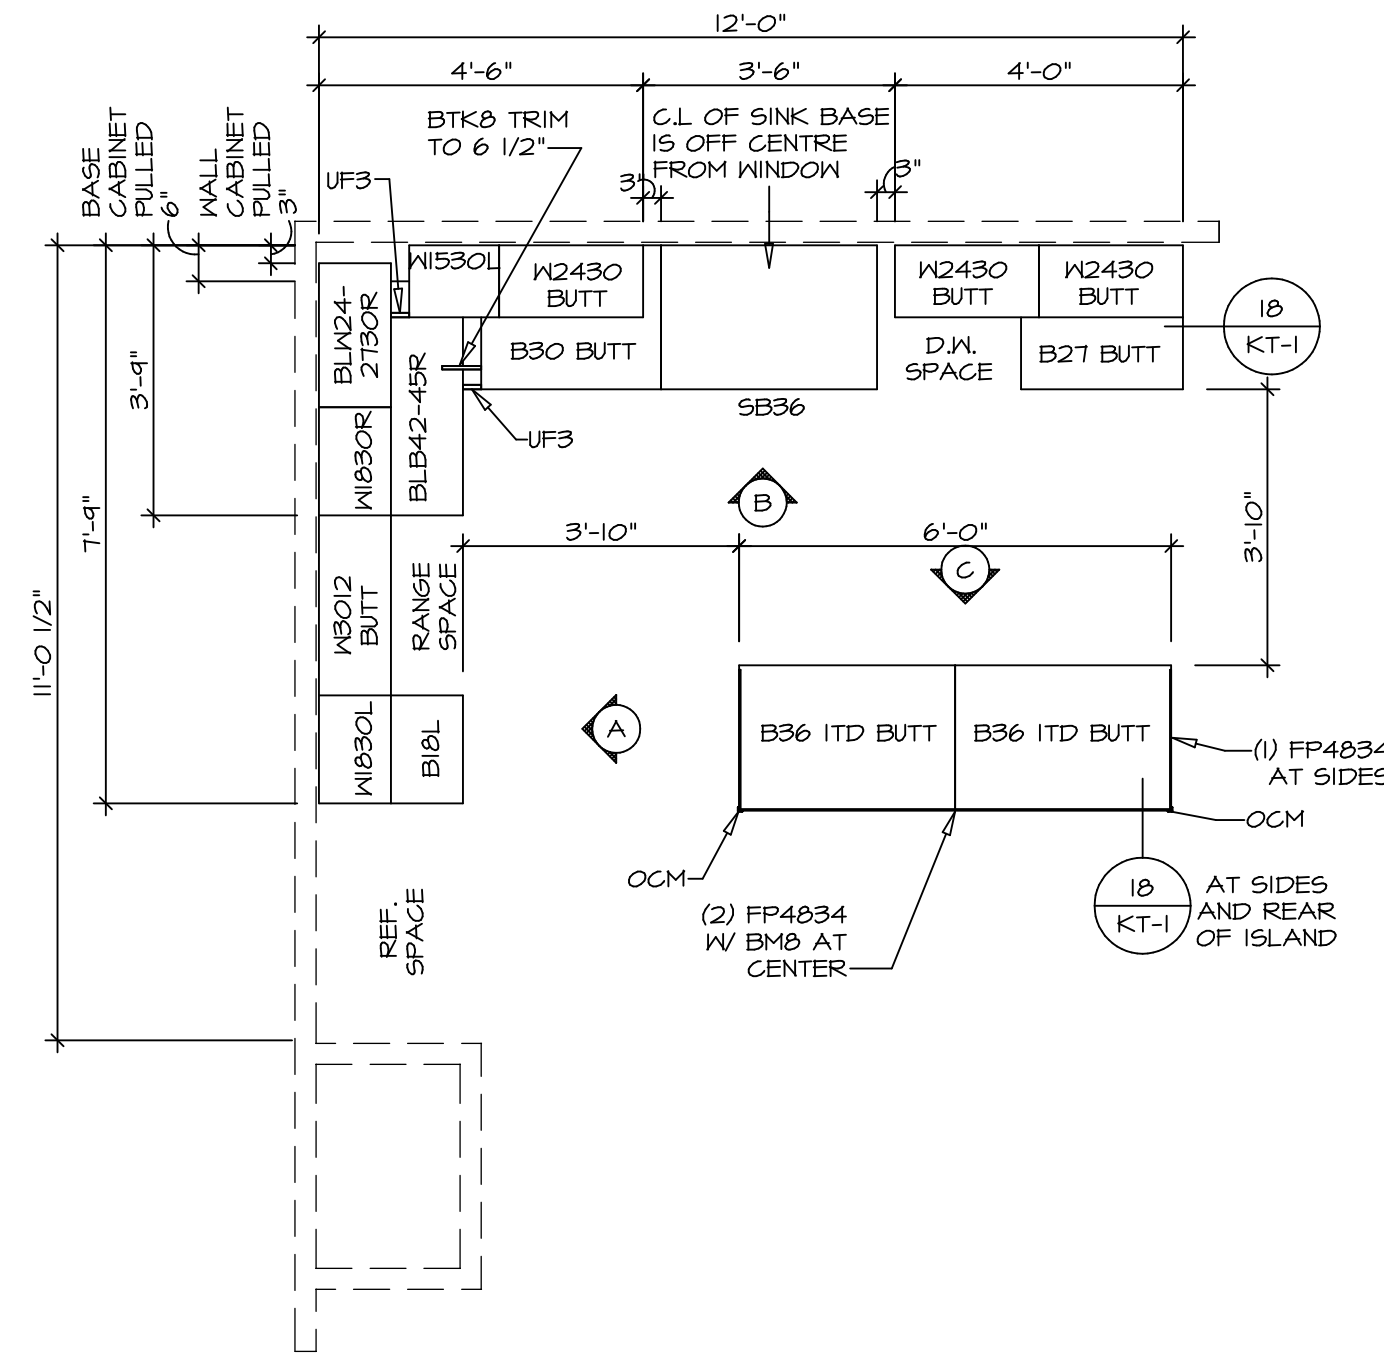 12'-0"
4'-6"
3'-6"
4'-0"
BTK8 TRIM
TO 6 1/2"
C.L OF SINK BASE
IS OFF CENTRE
FROM WINDOW
BASE
CABINET
PULLED
6"
WALL
CABINET
PULLED
3"
UF3
3"
3"
W1530L
W2430
BUTT
W2430
BUTT
W2430
BUTT
BLW24-
2730R
B30 BUTT
D.W.
SPACE
B27 BUTT
18
KT-1
SB36
UF3
3'-9"
W1830R
BLB42-45R
7'-9"
B
3'-10"
6'-0"
3'-10"
C
11'-0 1/2"
W3012
BUTT
RANGE
SPACE
A
W1830L
B18L
B36 1TD BUTT
B36 1TD BUTT
(1) FP4834
AT SIDES
OCM
OCM
(2) FP4834
W/ BM8 AT
CENTER
18
KT-1
AT SIDES
AND REAR
OF ISLAND
REF.
SPACE